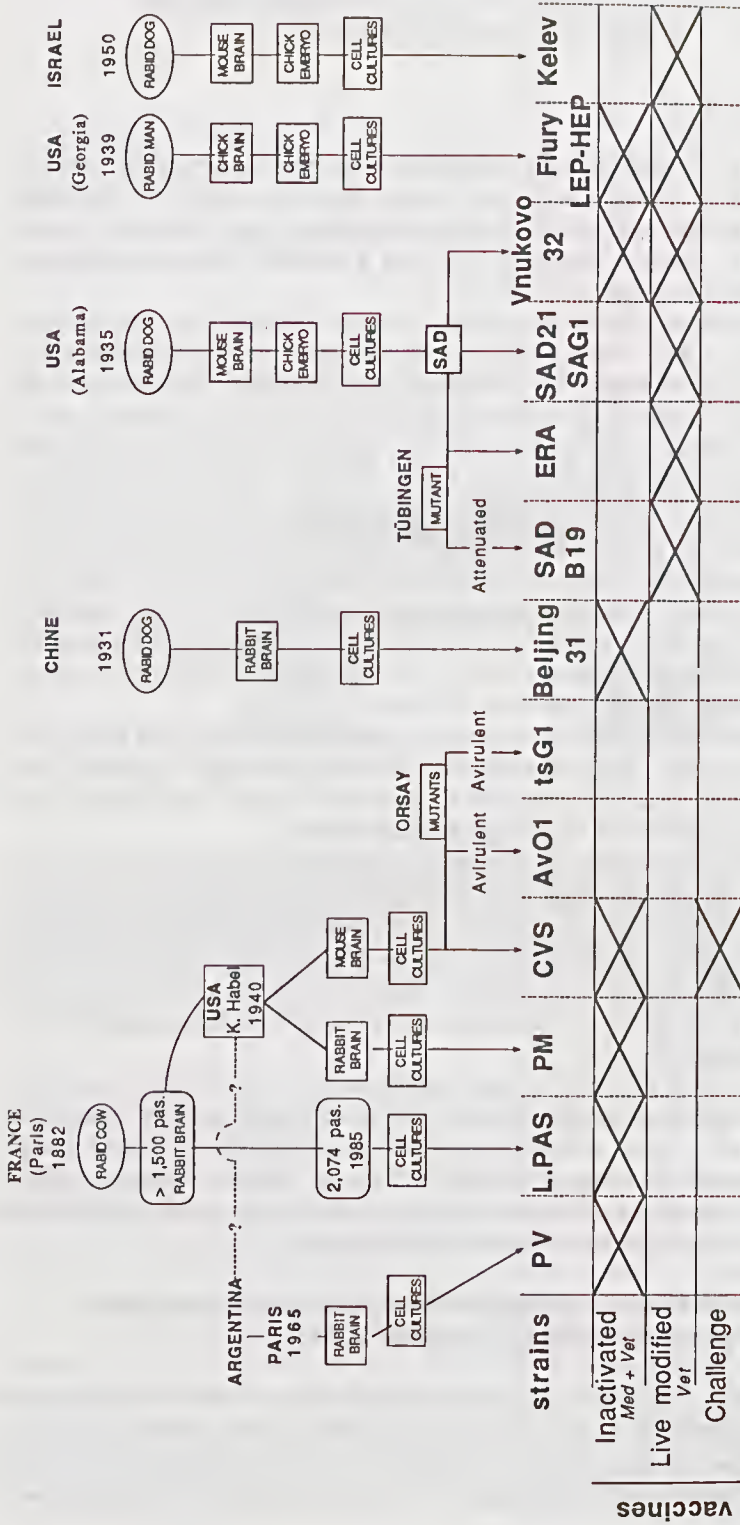 FRANCE
(Paris)
1882
RABID COW
> 1,500 pas.
RABBIT BRAIN
ARGENTINA
?
?
PARIS
1965
RABBIT
BRAIN
CELL
CULTURES
2,074 pas.
1985
CELL
CULTURES
USA
K. Habel
1940
RABBIT
BRAIN
CELL
CULTURES
MOUSE
BRAIN
CELL
CULTURES
ORSAY
MUTANTS
Avirulent
Avirulent
CHINE
1931
RABID DOG
RABBIT
BRAIN
CELL
CULTURES
USA
(Alabama)
1935
RABID DOG
MOUSE
BRAIN
CHICK
EMBRYO
CELL
CULTURES
SAD
TÜBINGEN
MUTANT
Attenuated
USA
(Georgia)
1939
RABID MAN
CHICK
BRAIN
CHICK
EMBRYO
CELL
CULTURES
ISRAEL
1950
RABID DOG
MOUSE
BRAIN
CHICK
EMBRYO
CELL
CULTURES
strains
PV
L.PAS
PM
CVS
AvO1
tsG1
Beijing
31
SAD
B19
ERA
SAD21
SAG1
Vnukovo
32
Flury
LEP-HEP
Kelev
vaccines
Inactivated
Med + Vet
Live modified
Vet
Challenge